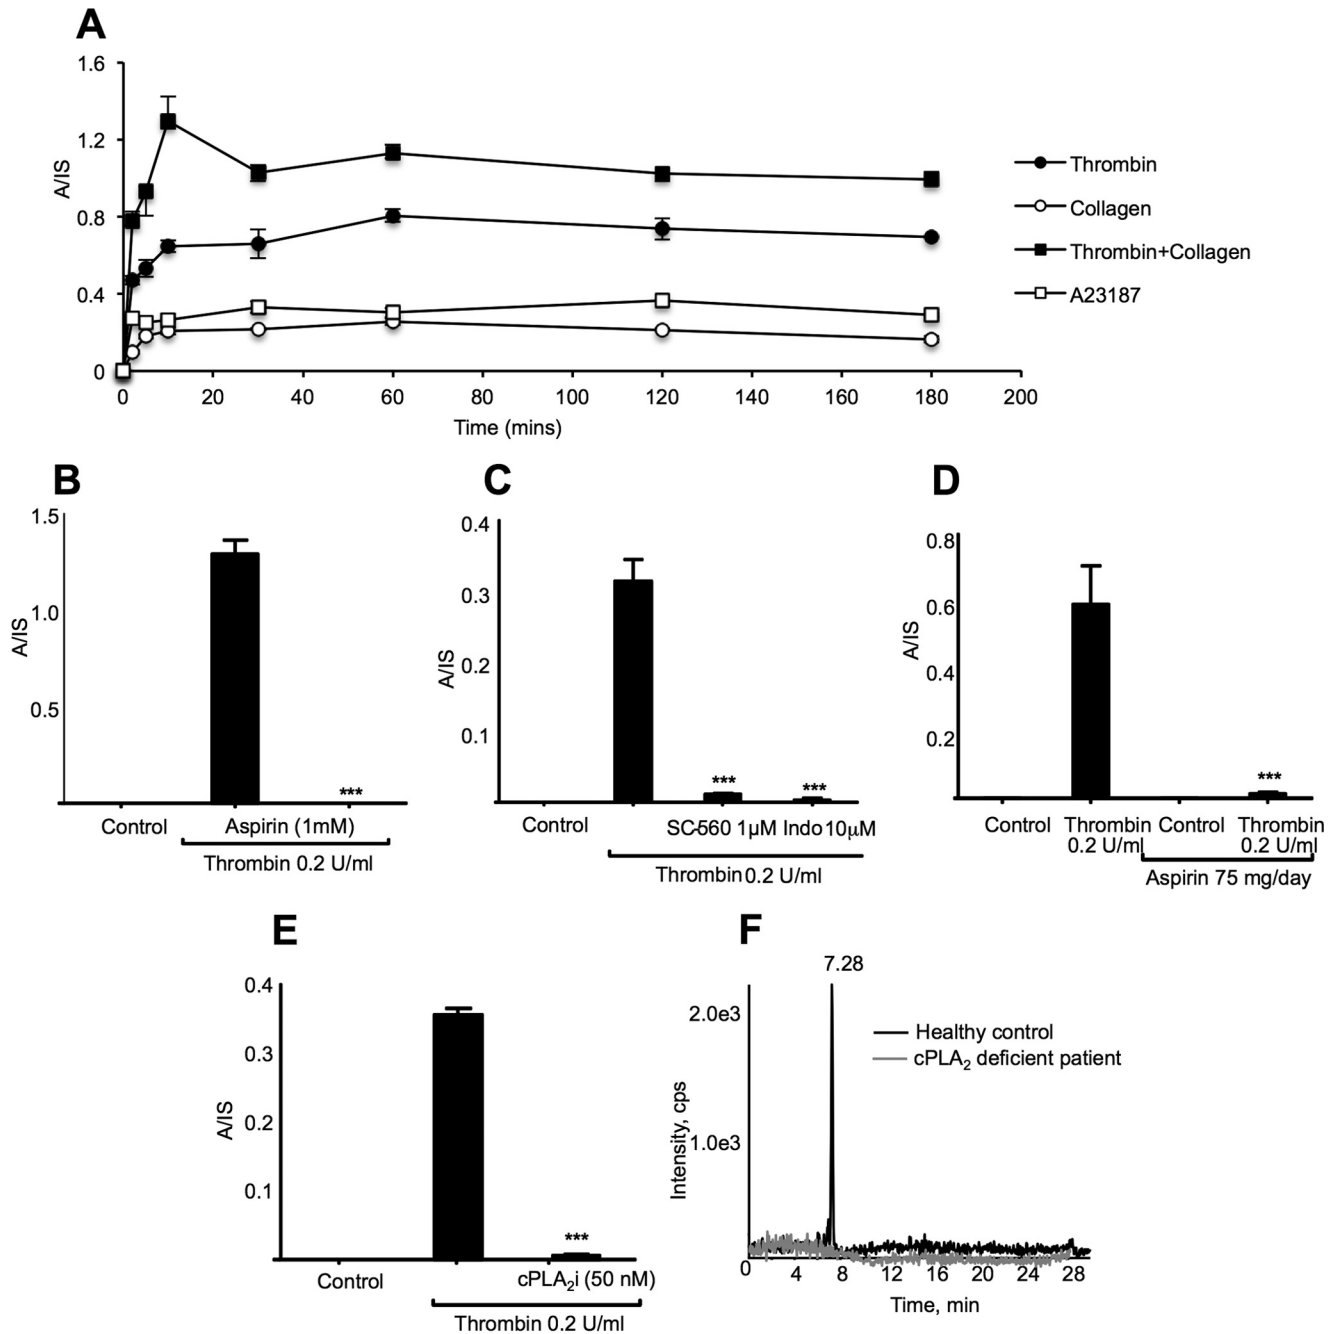 A
1.6
1.2
0.8
0.4
0
A/IS
0 20 40 60 80 100 120 140 160 180 200
Time (mins)
Thrombin
Collagen
Thrombin+Collagen
A23187
B
1.5
1.0
0.5
A/IS
***
Control Aspirin (1mM)
Thrombin 0.2 U/ml
C
0.4
0.3
0.2
0.1
A/IS
*** ***
Control SC-560 1µM Indo 10µM
Thrombin 0.2 U/ml
D
0.8
0.6
0.4
0.2
A/IS
***
Control Thrombin Control Thrombin
0.2 U/ml 0.2 U/ml
Aspirin 75 mg/day
E
0.4
0.3
0.2
0.1
A/IS
***
Control cPLA₂i (50 nM)
Thrombin 0.2 U/ml
F
7.28
2.0e3
1.0e3
Intensity, cps
Healthy control
cPLA₂ deficient patient
0 4 8 12 16 20 24 28
Time, min